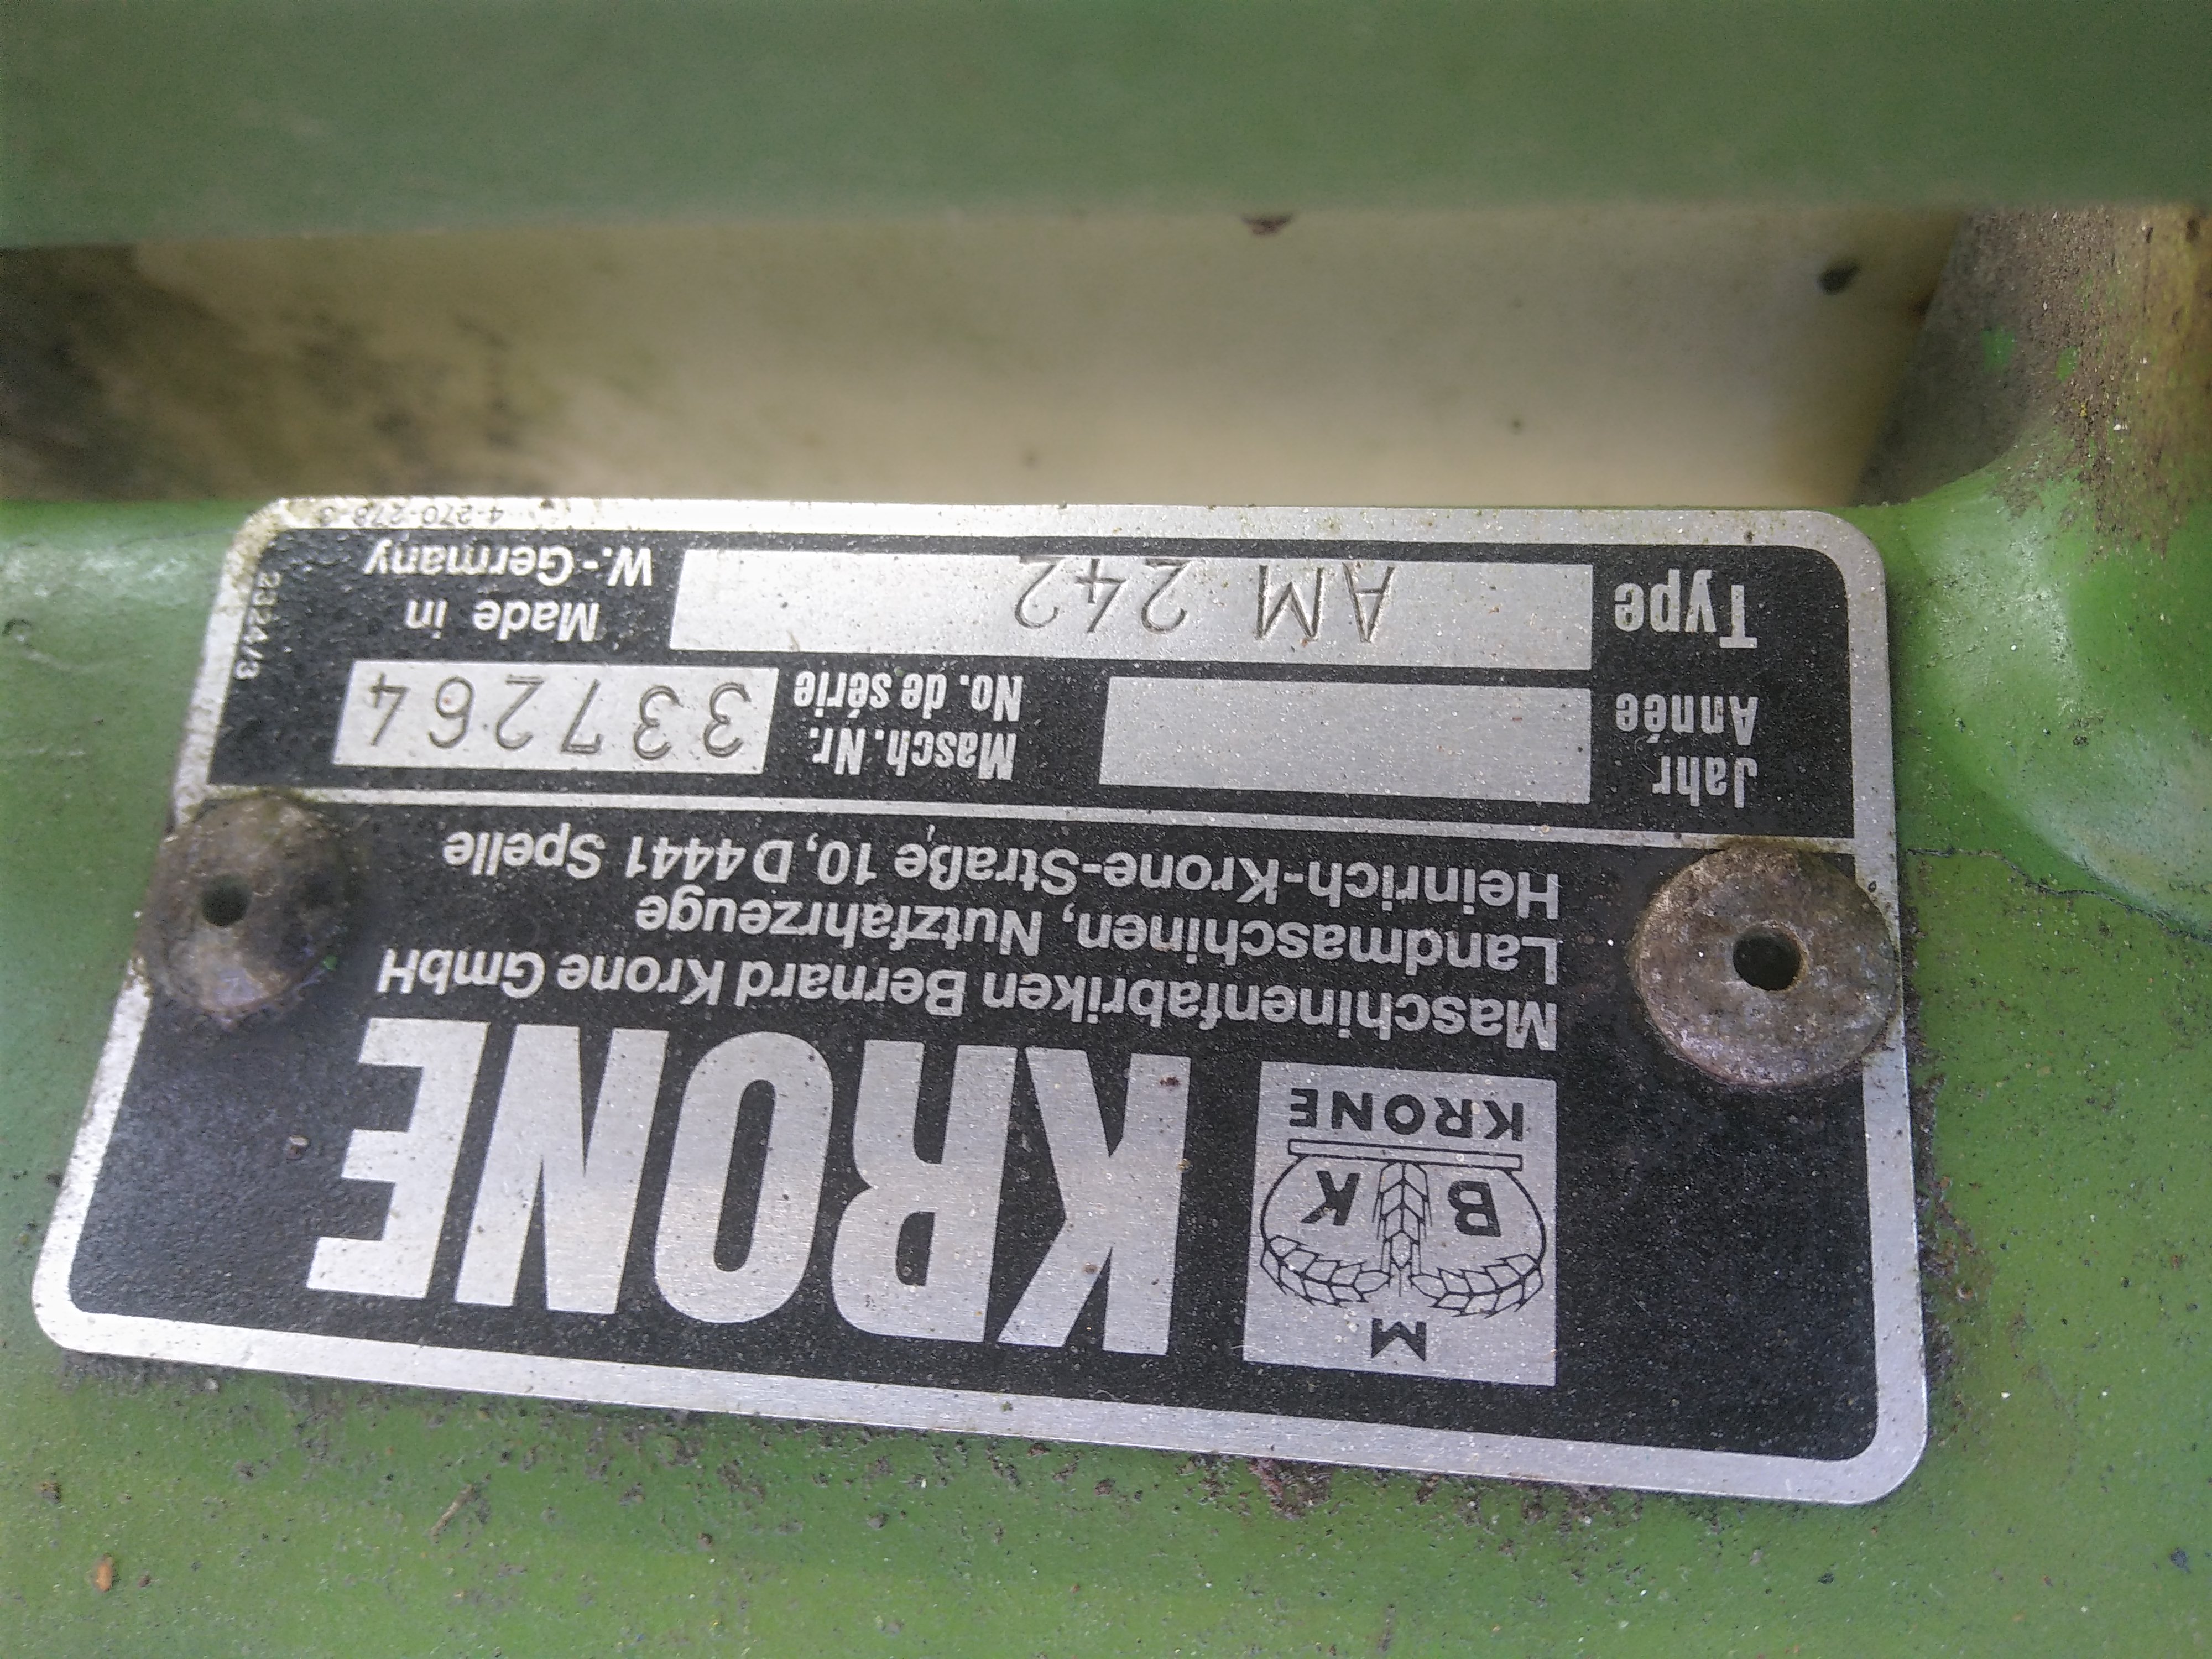 M
B K
KRONE
KRONE
Maschinenfabriken Bernard Krone GmbH
Landmaschinen, Nutzfahrzeuge
Heinrich-Krone-Straße 10, D 4441 Spelle
Jahr
Année
Masch.Nr.
No. de série
337264
Type
AM 242
Made in
W.-Germany
2324/3
4-270-278-3